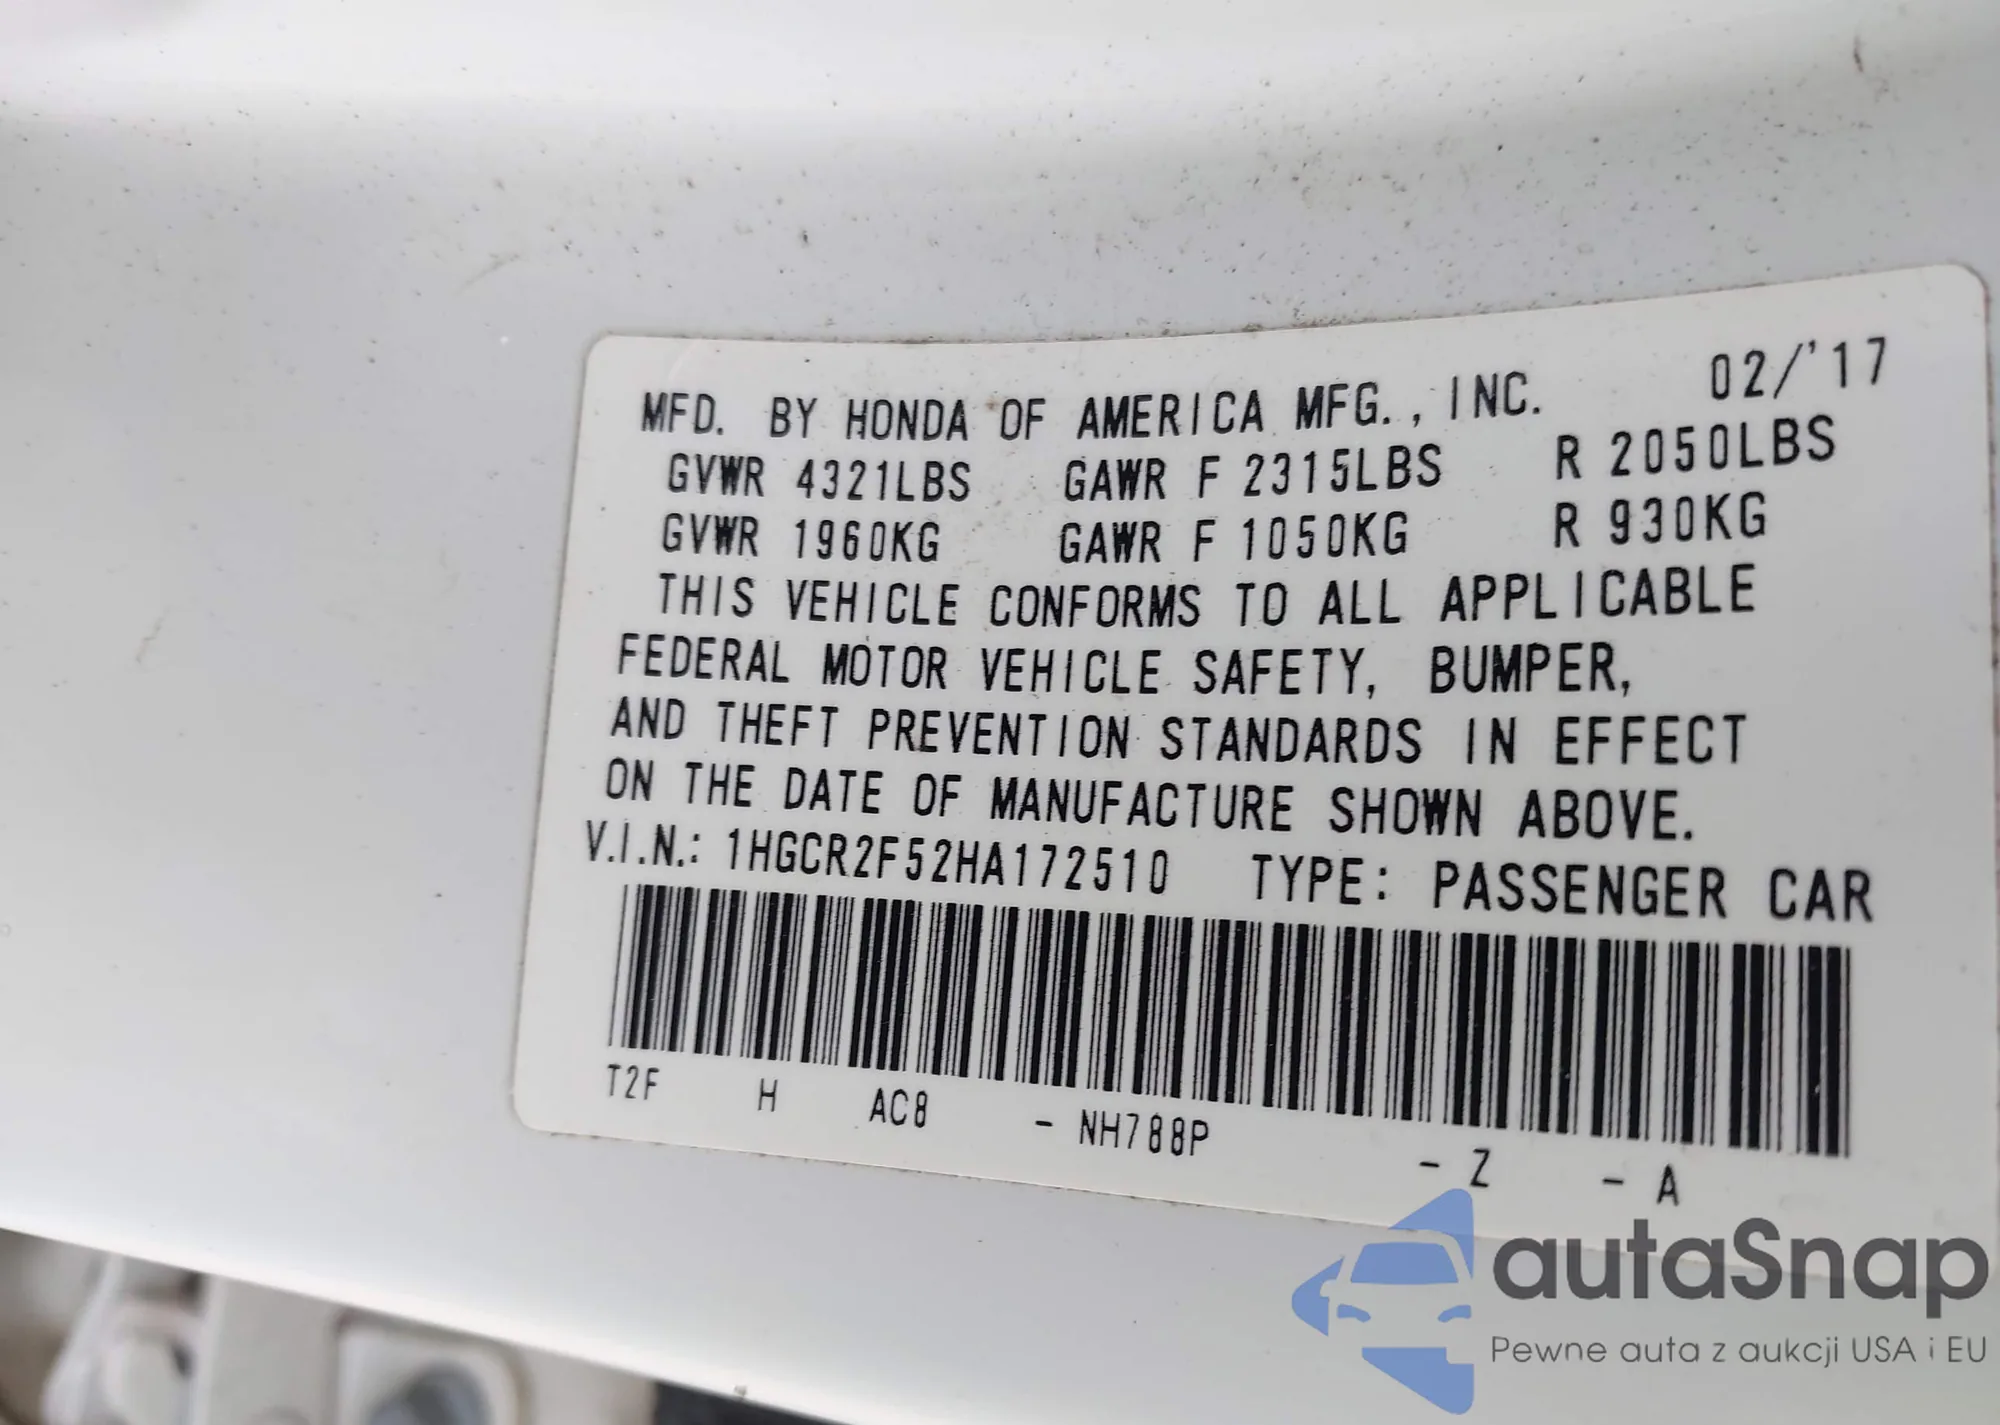 MFD. BY HONDA OF AMERICA MFG., INC. 02/'17
GVWR 4321LBS GAWR F 2315LBS R 2050LBS
GVWR 1960KG GAWR F 1050KG R 930KG
THIS VEHICLE CONFORMS TO ALL APPLICABLE
FEDERAL MOTOR VEHICLE SAFETY, BUMPER,
AND THEFT PREVENTION STANDARDS IN EFFECT
ON THE DATE OF MANUFACTURE SHOWN ABOVE.
V.I.N.: 1HGCR2F52HA172510 TYPE: PASSENGER CAR
T2F H AC8 - NH788P - Z - A
autaSnap
Pewne auta z aukcji USA i EU